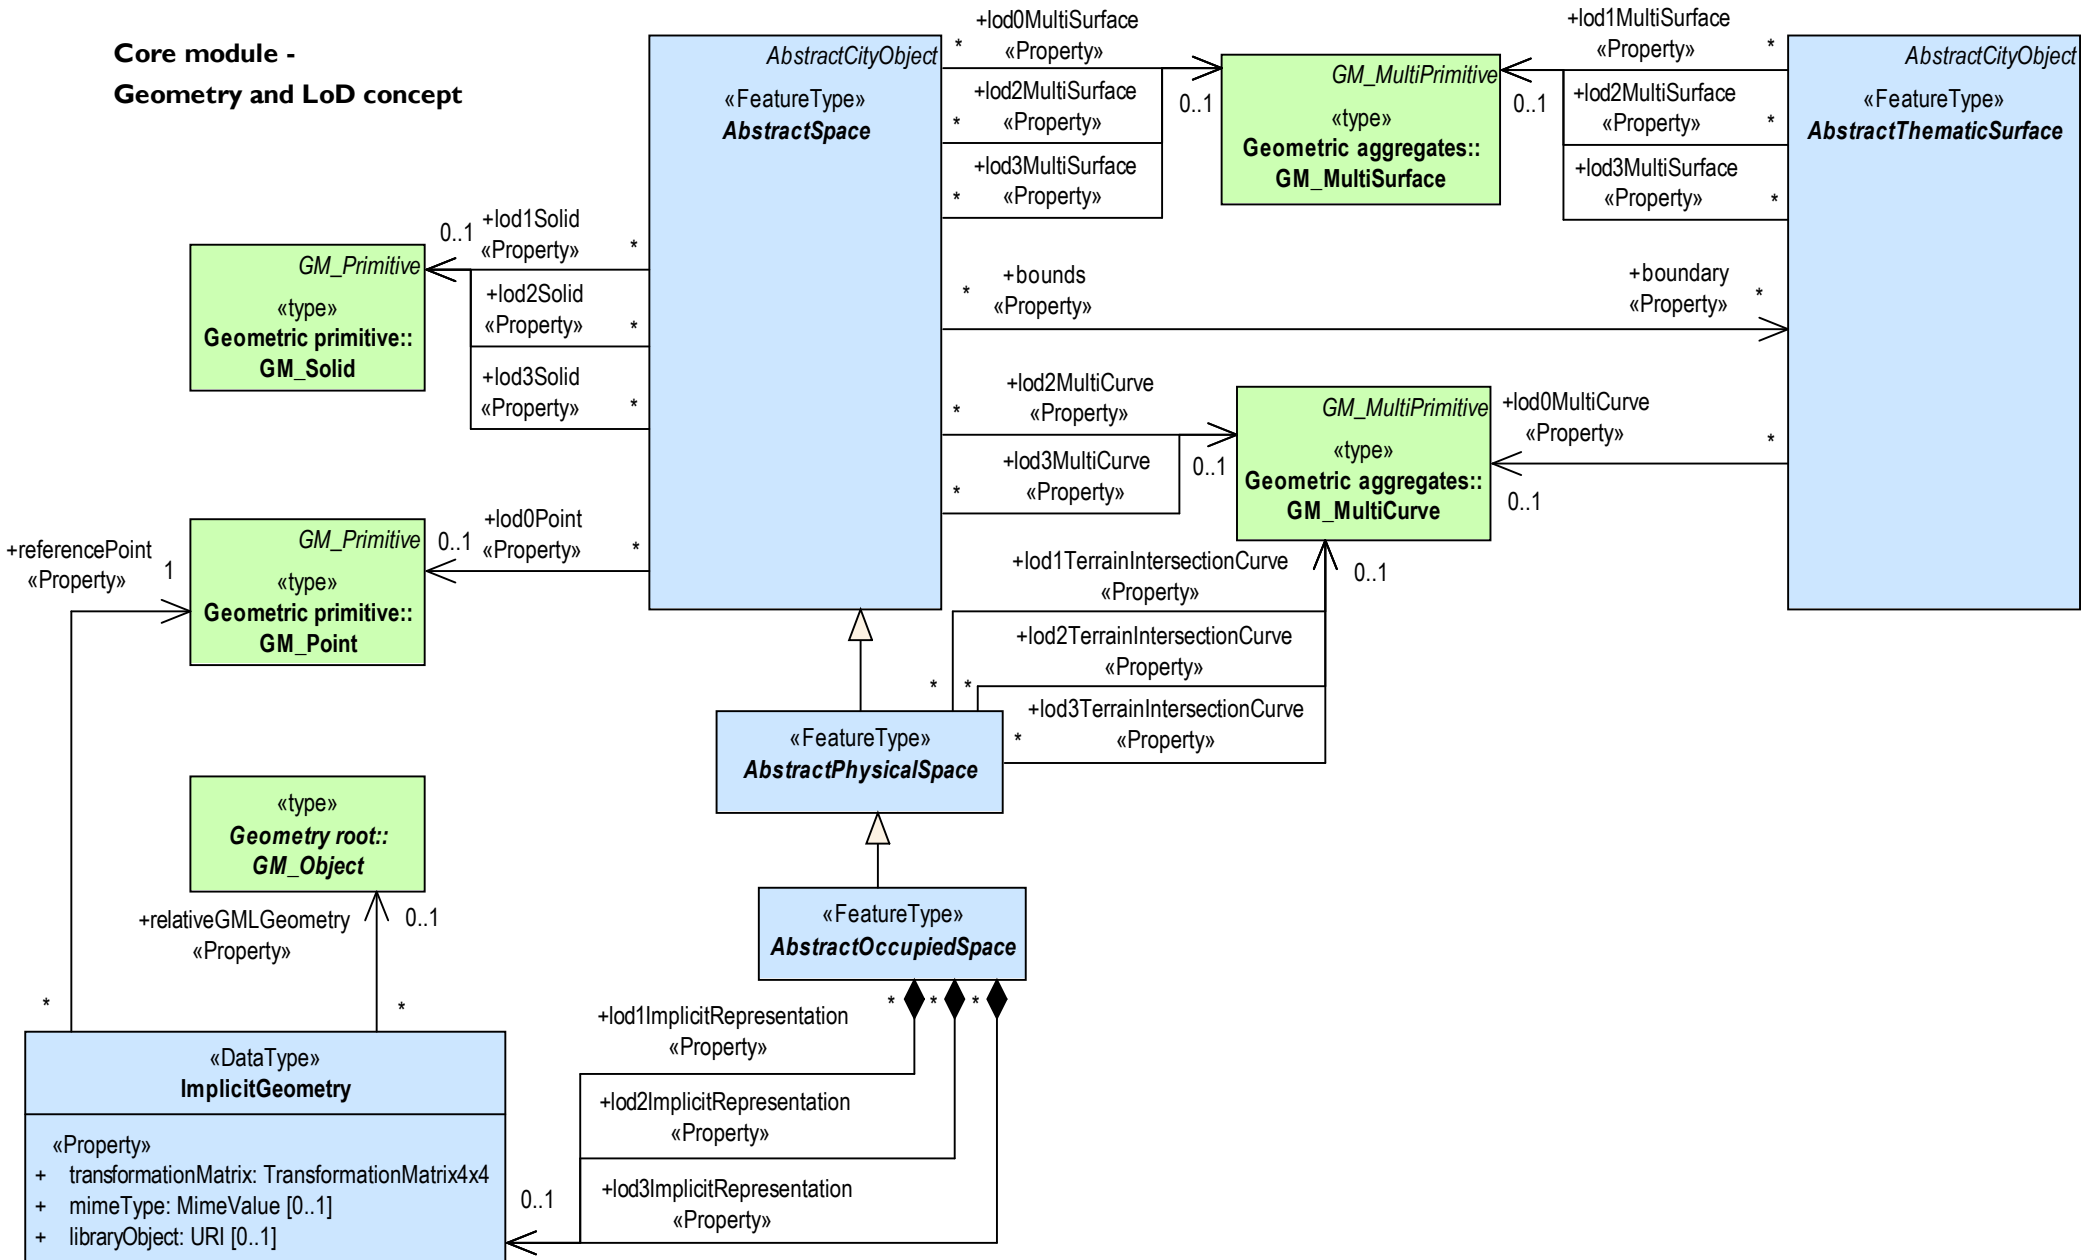 Core module -
Geometry and LoD concept
AbstractCityObject
«FeatureType»
AbstractSpace
+lod0MultiSurface
«Property»
*
+lod2MultiSurface
«Property»
*
+lod3MultiSurface
«Property»
*
0..1
GM_MultiPrimitive
«type»
Geometric aggregates::
GM_MultiSurface
+lod1MultiSurface
«Property»
*
0..1
+lod2MultiSurface
«Property»
*
+lod3MultiSurface
«Property»
*
AbstractCityObject
«FeatureType»
AbstractThematicSurface
0..1
+lod1Solid
«Property»
*
+lod2Solid
«Property»
*
+lod3Solid
«Property»
*
GM_Primitive
«type»
Geometric primitive::
GM_Solid
+bounds
«Property»
*
+boundary
«Property»
*
+lod2MultiCurve
«Property»
*
+lod3MultiCurve
«Property»
*
0..1
GM_MultiPrimitive
«type»
Geometric aggregates::
GM_MultiCurve
+lod0MultiCurve
«Property»
*
0..1
+referencePoint
«Property»
1
GM_Primitive
«type»
Geometric primitive::
GM_Point
0..1
+lod0Point
«Property»
*
+lod1TerrainIntersectionCurve
«Property»
0..1
+lod2TerrainIntersectionCurve
«Property»
*
*
+lod3TerrainIntersectionCurve
«Property»
*
«FeatureType»
AbstractPhysicalSpace
«type»
Geometry root::
GM_Object
+relativeGMLGeometry
«Property»
0..1
*
*
«FeatureType»
AbstractOccupiedSpace
*
*
*
+lod1ImplicitRepresentation
«Property»
+lod2ImplicitRepresentation
«Property»
+lod3ImplicitRepresentation
«Property»
0..1
«DataType»
ImplicitGeometry
«Property»
+ transformationMatrix: TransformationMatrix4x4
+ mimeType: MimeValue [0..1]
+ libraryObject: URI [0..1]